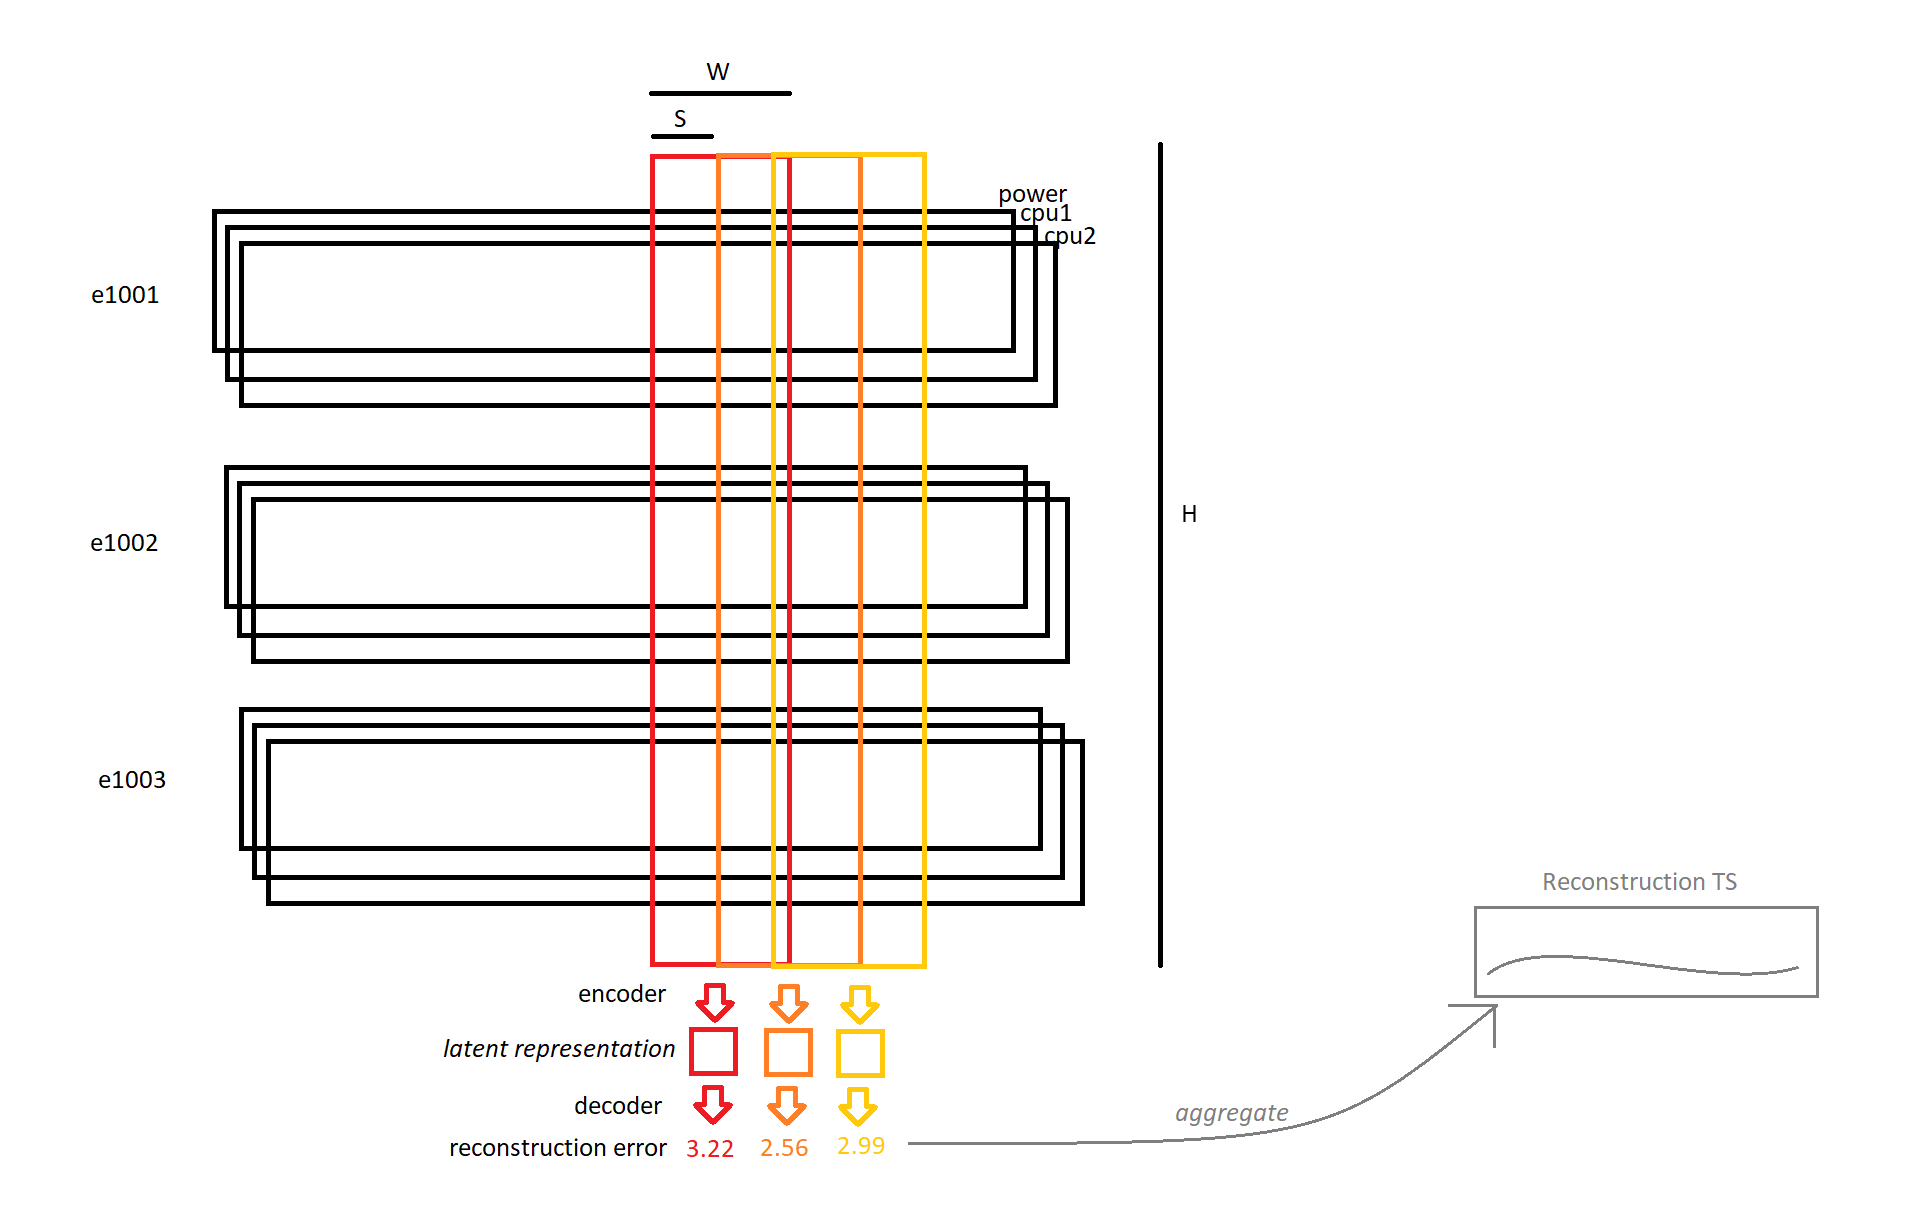 W
S
power
cpu1
cpu2
e1001
H
e1002
e1003
Reconstruction TS
encoder
latent representation
decoder
aggregate
reconstruction error 3.22 2.56 2.99